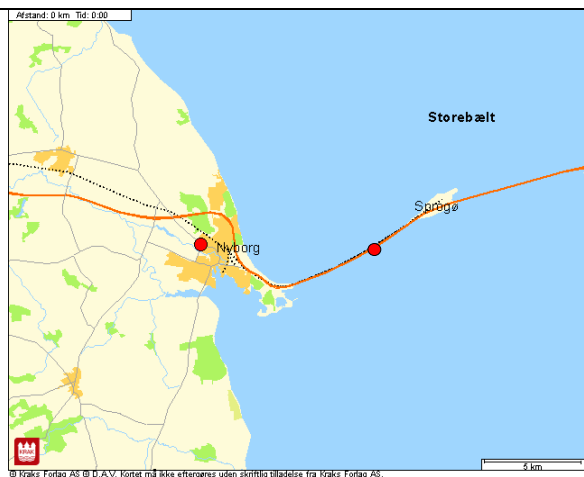 Afstand: 0 km Tid: 0:00
Storebælt
Sprogø
Nyborg
KRAK
5 km
© Kraks Forlag AS © D.A.V. Kortet må ikke eftergøres uden skriftlig tilladelse fra Kraks Forlag AS.